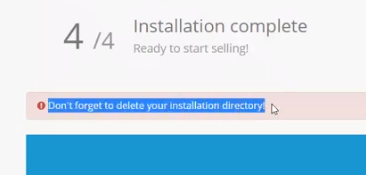 4 /4
Installation complete
Ready to start selling!
Don't forget to delete your installation directory!